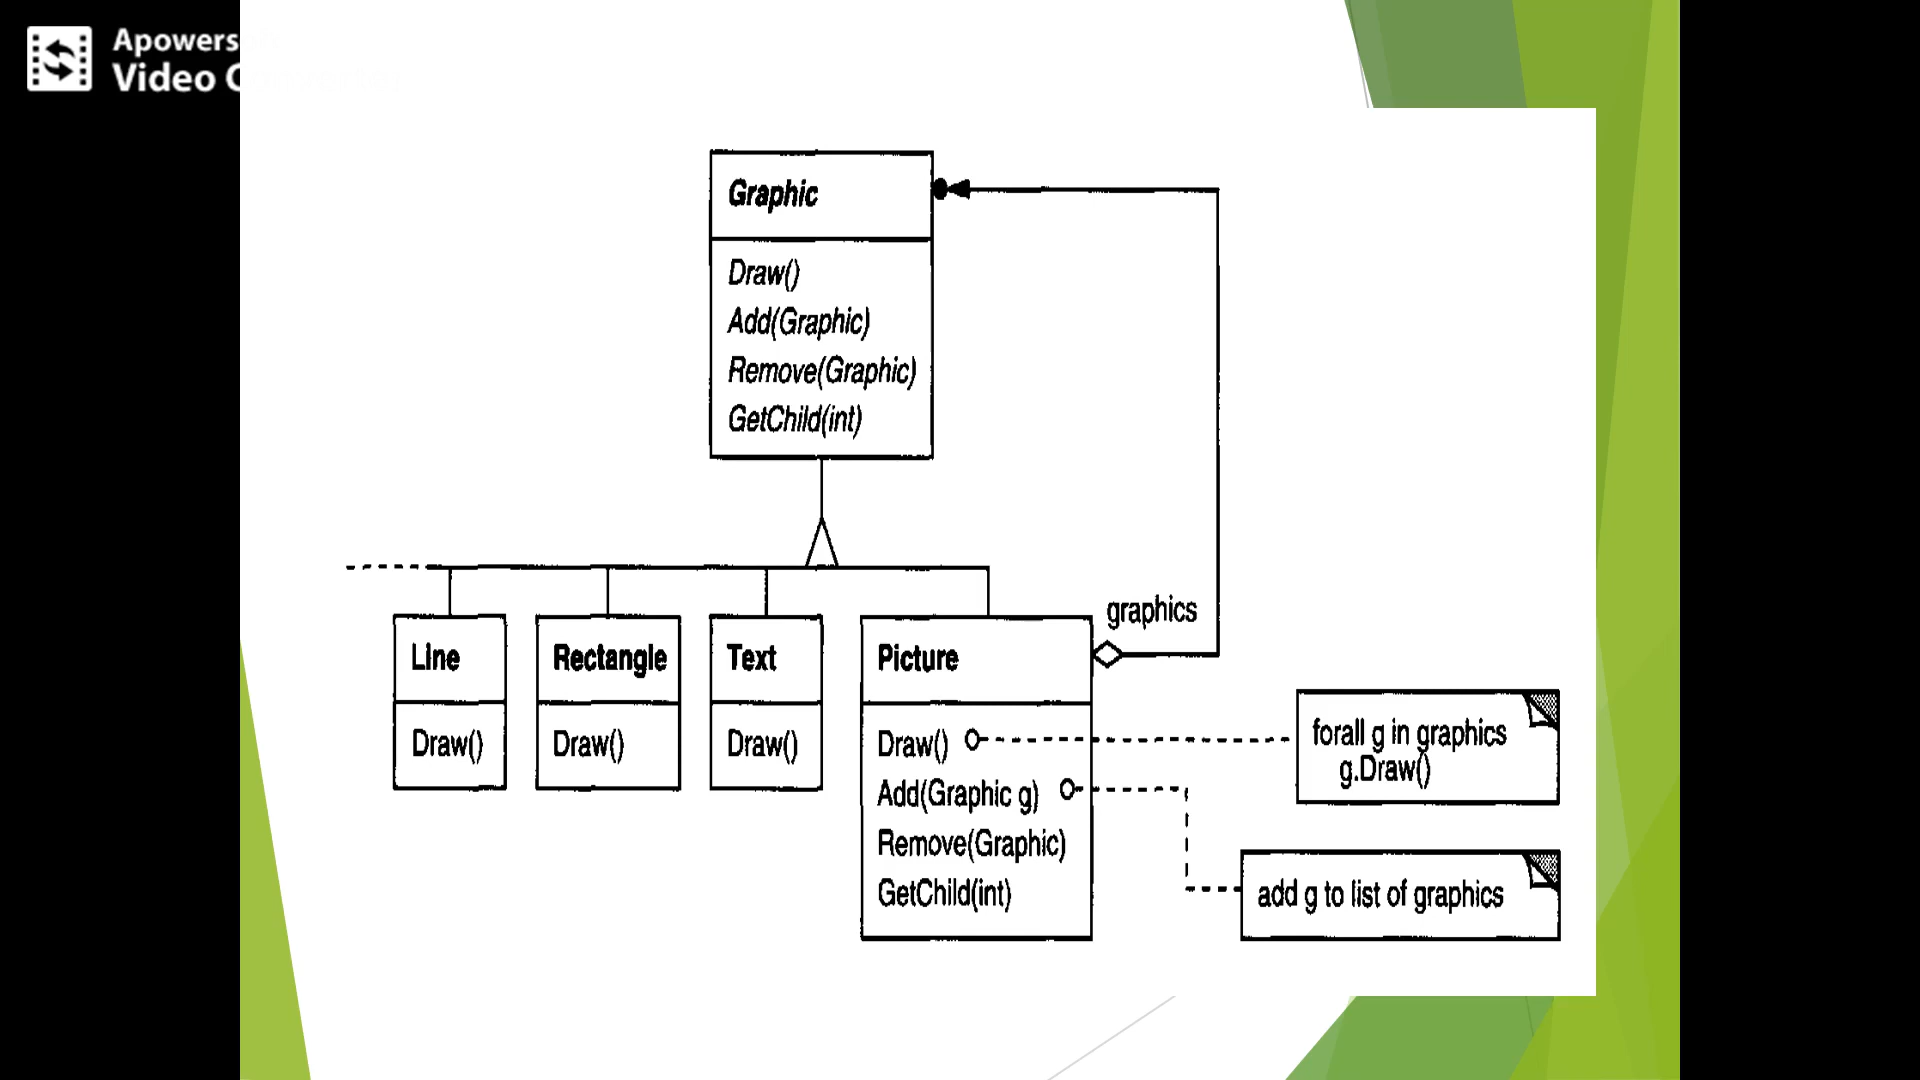 Apowers
Video C
Graphic
Draw()
Add(Graphic)
Remove(Graphic)
GetChild(int)
graphics
Line
Rectangle
Text
Picture
Draw()
Draw()
Draw()
Draw()
Add(Graphic g)
Remove(Graphic)
GetChild(int)
forall g in graphics
g.Draw()
add g to list of graphics